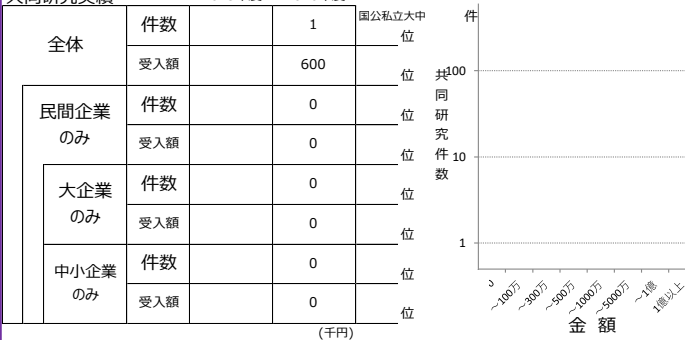 国公私立大中
全体
件数
1
位
受入額
600
位
民間企業
のみ
件数
0
位
受入額
0
位
大企業
のみ
件数
0
位
受入額
0
位
中小企業
のみ
件数
0
位
受入額
0
位
(千円)
件
共同研究件数
100
10
1
0
～100万
～300万
～500万
～1000万
～5000万
～1億
1億以上
金 額